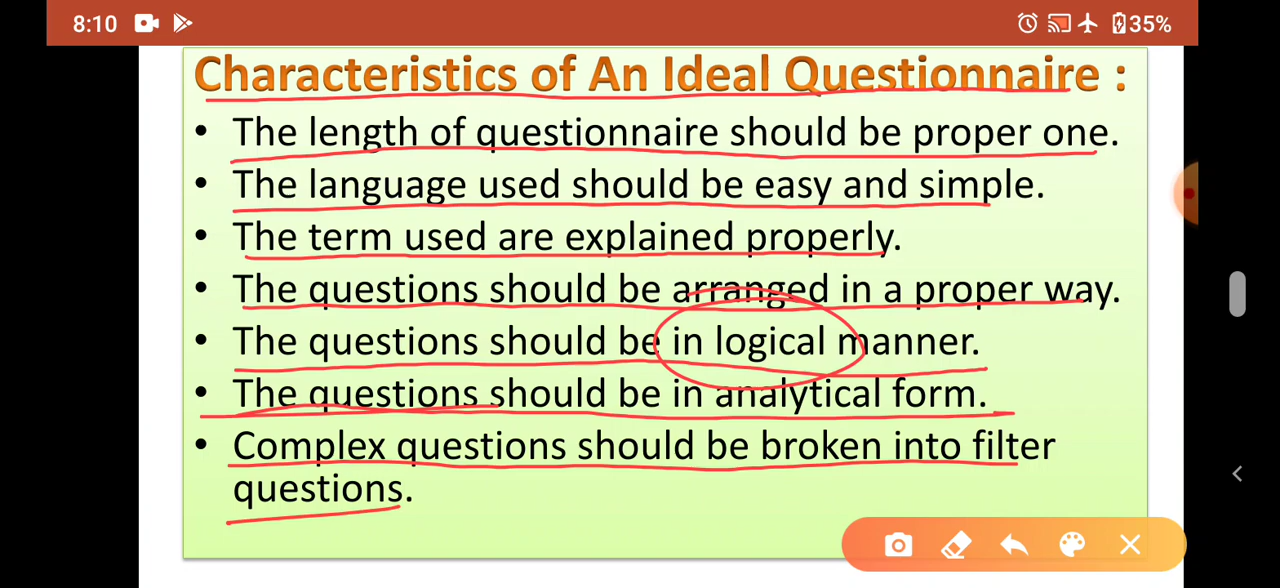 8:10 35%
Characteristics of An Ideal Questionnaire :
• The length of questionnaire should be proper one.
• The language used should be easy and simple.
• The term used are explained properly.
• The questions should be arranged in a proper way.
• The questions should be in logical manner.
• The questions should be in analytical form.
• Complex questions should be broken into filter
questions.